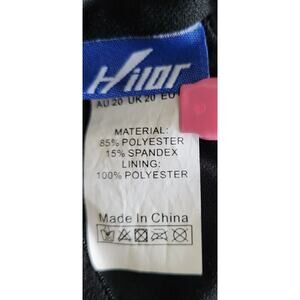 Hilor
AU 20 UK 20 EU
MATERIAL:
85% POLYESTER
15% SPANDEX
LINING:
100% POLYESTER
Made In China